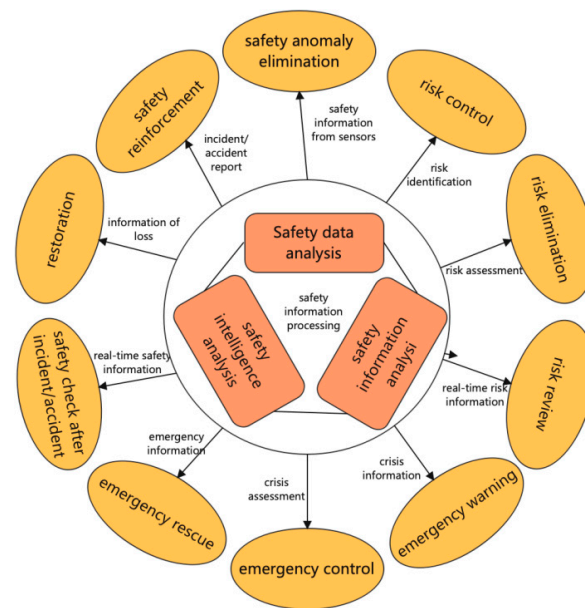 safety anomaly
elimination
safety information
from sensors
risk control
risk
identification
risk elimination
risk assessment
risk review
real-time risk
information
emergency warning
crisis
information
emergency control
crisis
assessment
emergency rescue
emergency
information
safety check after
incident/accident
real-time safety
information
restoration
information of
loss
safety
reinforcement
incident/
accident
report
Safety data
analysis
safety
information
processing
safety
intelligence
analysis
safety
information
analysi